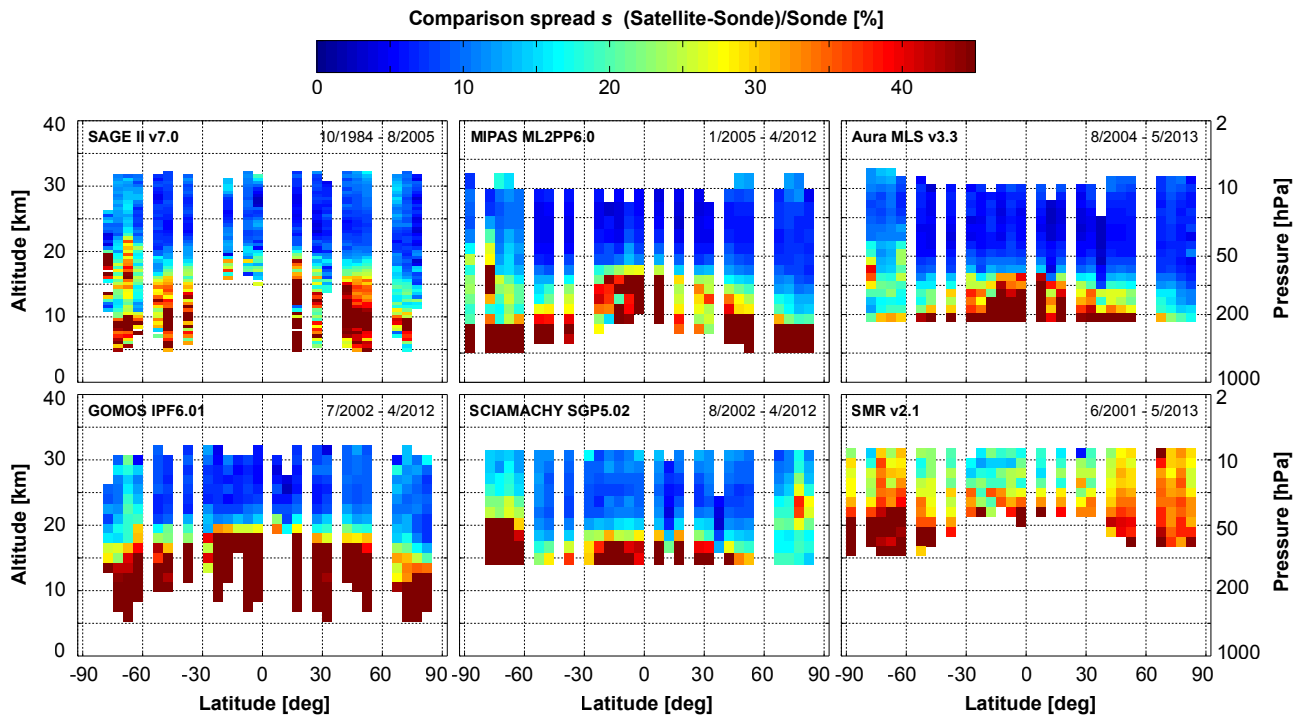 Comparison spread s (Satellite-Sonde)/Sonde [%]
0 10 20 30 40
SAGE II v7.0 10/1984 - 8/2005
MIPAS ML2PP6.0 1/2005 - 4/2012
Aura MLS v3.3 8/2004 - 5/2013
40
30
20
10
0
Altitude [km]
2
10
50
200
1000
Pressure [hPa]
GOMOS IPF6.01 7/2002 - 4/2012
SCIAMACHY SGP5.02 8/2002 - 4/2012
SMR v2.1 6/2001 - 5/2013
40
30
20
10
0
Altitude [km]
2
10
50
200
1000
Pressure [hPa]
-90 -60 -30 0 30 60 90
-90 -60 -30 0 30 60 90
-90 -60 -30 0 30 60 90
Latitude [deg]
Latitude [deg]
Latitude [deg]